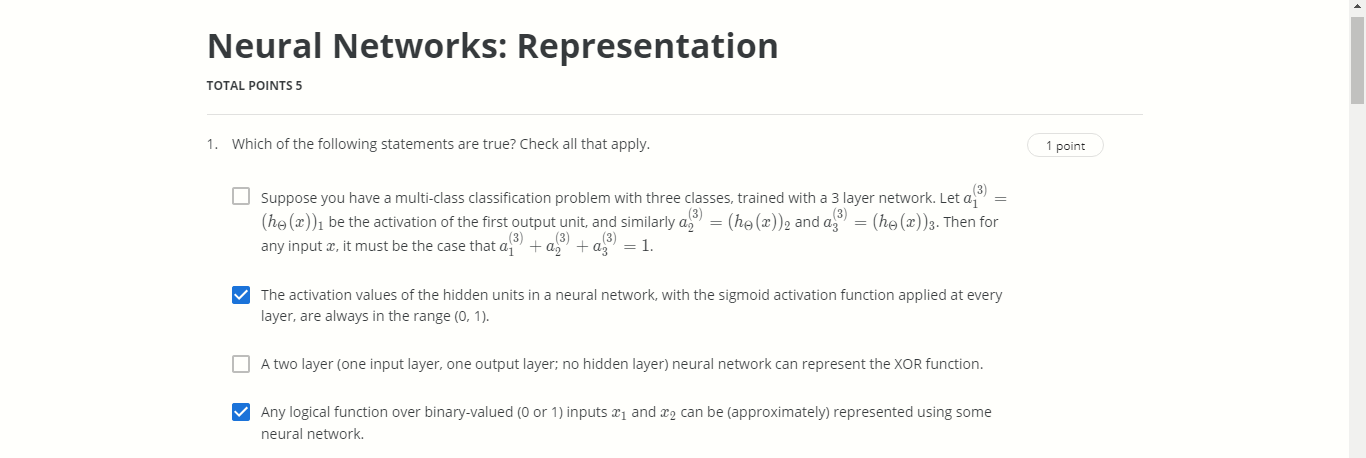 Neural Networks: Representation
TOTAL POINTS 5
1. Which of the following statements are true? Check all that apply.
1 point
Suppose you have a multi-class classification problem with three classes, trained with a 3 layer network. Let $a_1^{(3)} =$
$(h_\Theta(x))_1$ be the activation of the first output unit, and similarly $a_2^{(3)} = (h_\Theta(x))_2$ and $a_3^{(3)} = (h_\Theta(x))_3$. Then for
any input $x$, it must be the case that $a_1^{(3)} + a_2^{(3)} + a_3^{(3)} = 1$.
The activation values of the hidden units in a neural network, with the sigmoid activation function applied at every
layer, are always in the range (0, 1).
A two layer (one input layer, one output layer; no hidden layer) neural network can represent the XOR function.
Any logical function over binary-valued (0 or 1) inputs $x_1$ and $x_2$ can be (approximately) represented using some
neural network.